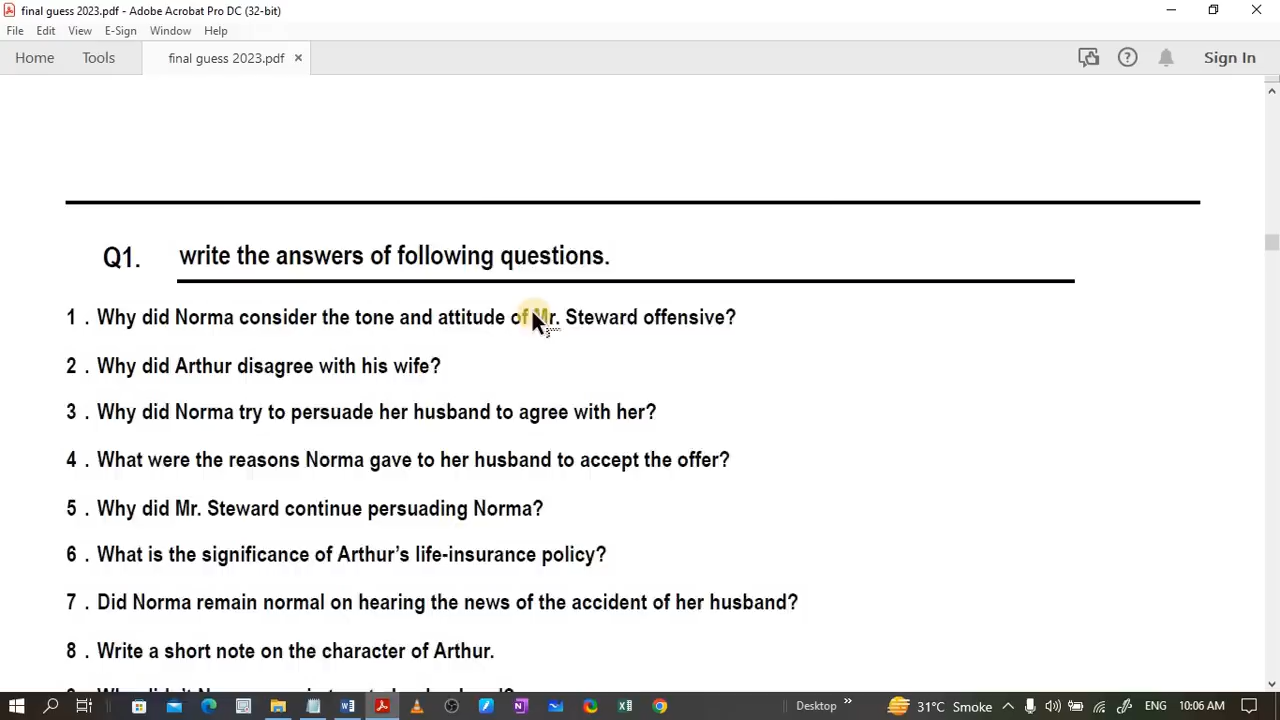 final guess 2023.pdf - Adobe Acrobat Pro DC (32-bit)
File Edit View E-Sign Window Help
Home Tools final guess 2023.pdf × Sign In
Q1. write the answers of following questions.
1 . Why did Norma consider the tone and attitude of Mr. Steward offensive?
2 . Why did Arthur disagree with his wife?
3 . Why did Norma try to persuade her husband to agree with her?
4 . What were the reasons Norma gave to her husband to accept the offer?
5 . Why did Mr. Steward continue persuading Norma?
6 . What is the significance of Arthur’s life-insurance policy?
7 . Did Norma remain normal on hearing the news of the accident of her husband?
8 . Write a short note on the character of Arthur.
Desktop » 31°C Smoke ENG 10:06 AM